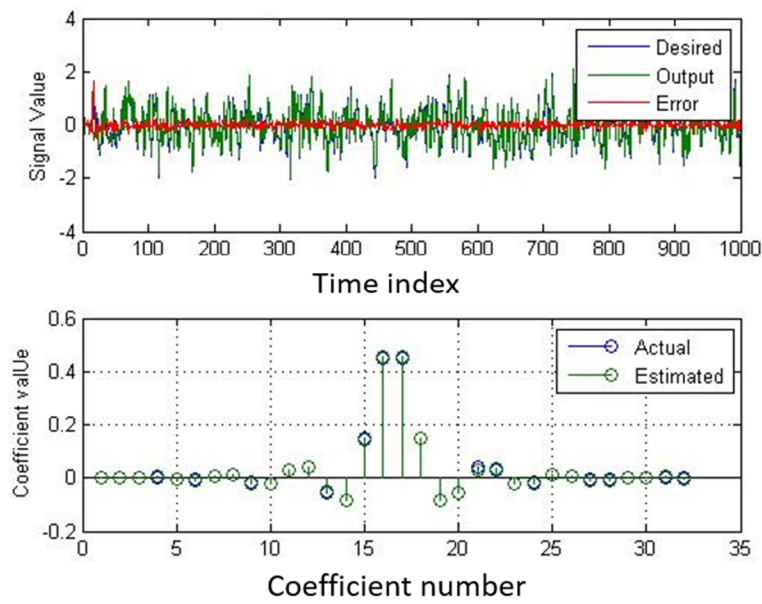 4
2
0
-2
-4
Signal Value
Desired
Output
Error
0 100 200 300 400 500 600 700 800 900 1000
Time index
0.6
0.4
0.2
0
-0.2
Coefficient valUe
Actual
Estimated
0 5 10 15 20 25 30 35
Coefficient number